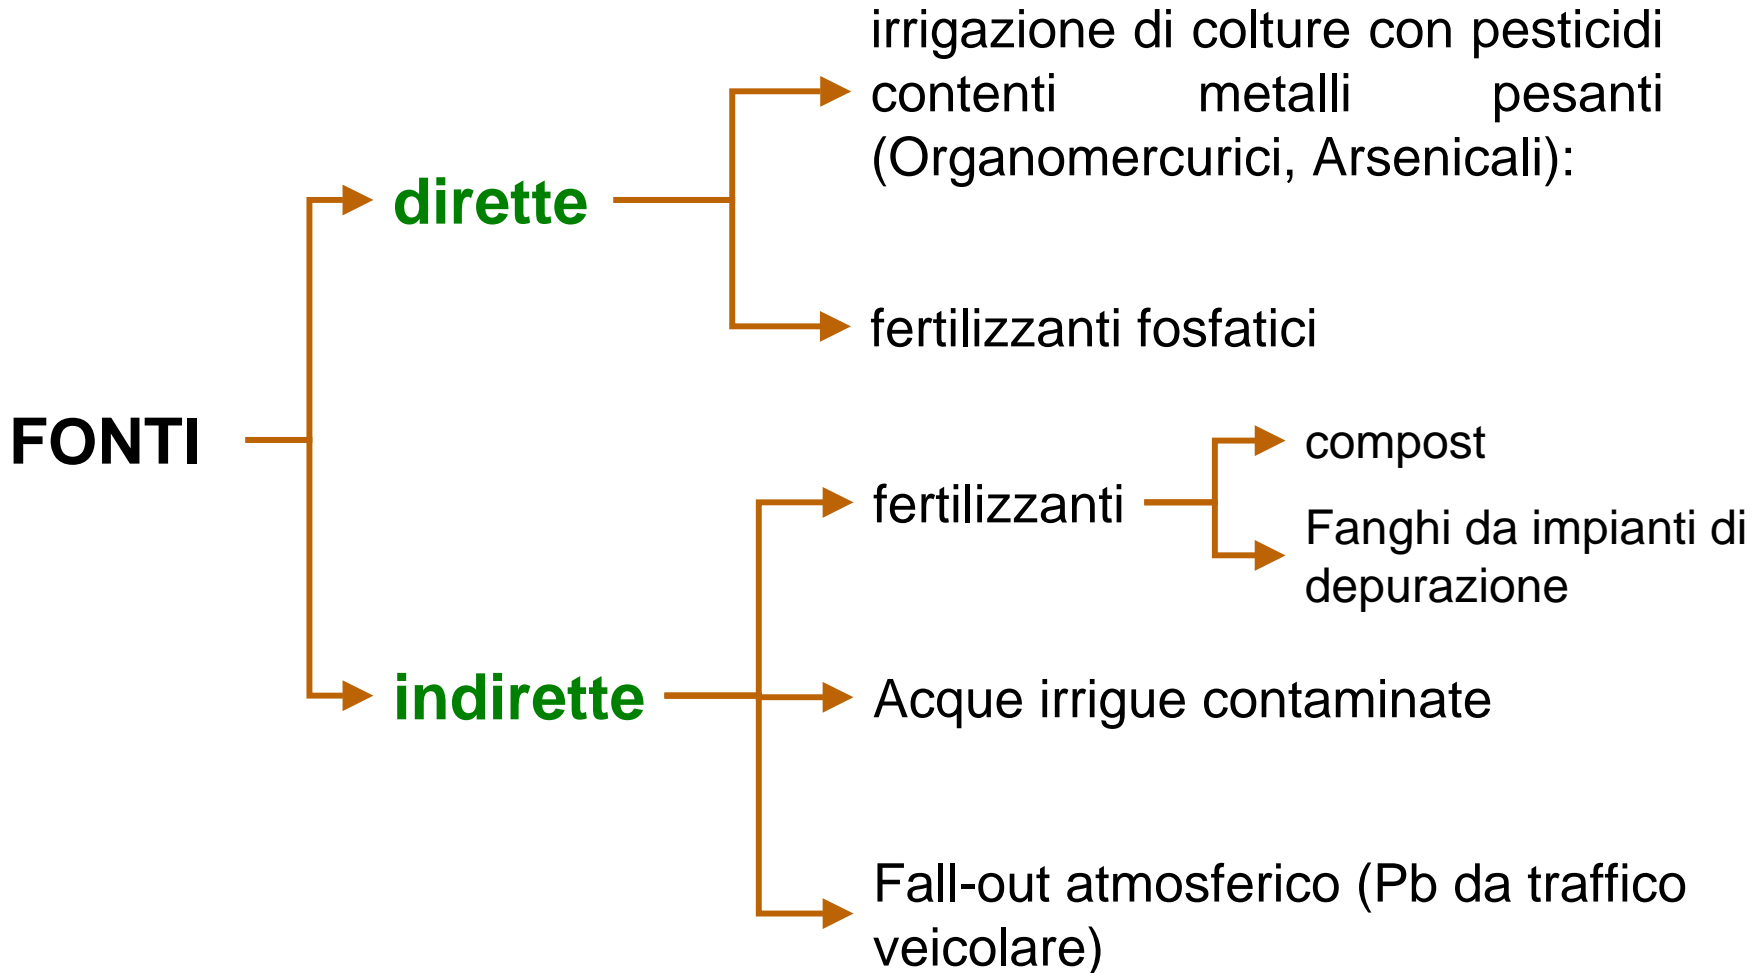 irrigazione di colture con pesticidi
contenti metalli pesanti
(Organomercurici, Arsenicali):
dirette
fertilizzanti fosfatici
FONTI
compost
fertilizzanti
Fanghi da impianti di
depurazione
indirette
Acque irrigue contaminate
Fall-out atmosferico (Pb da traffico
veicolare)